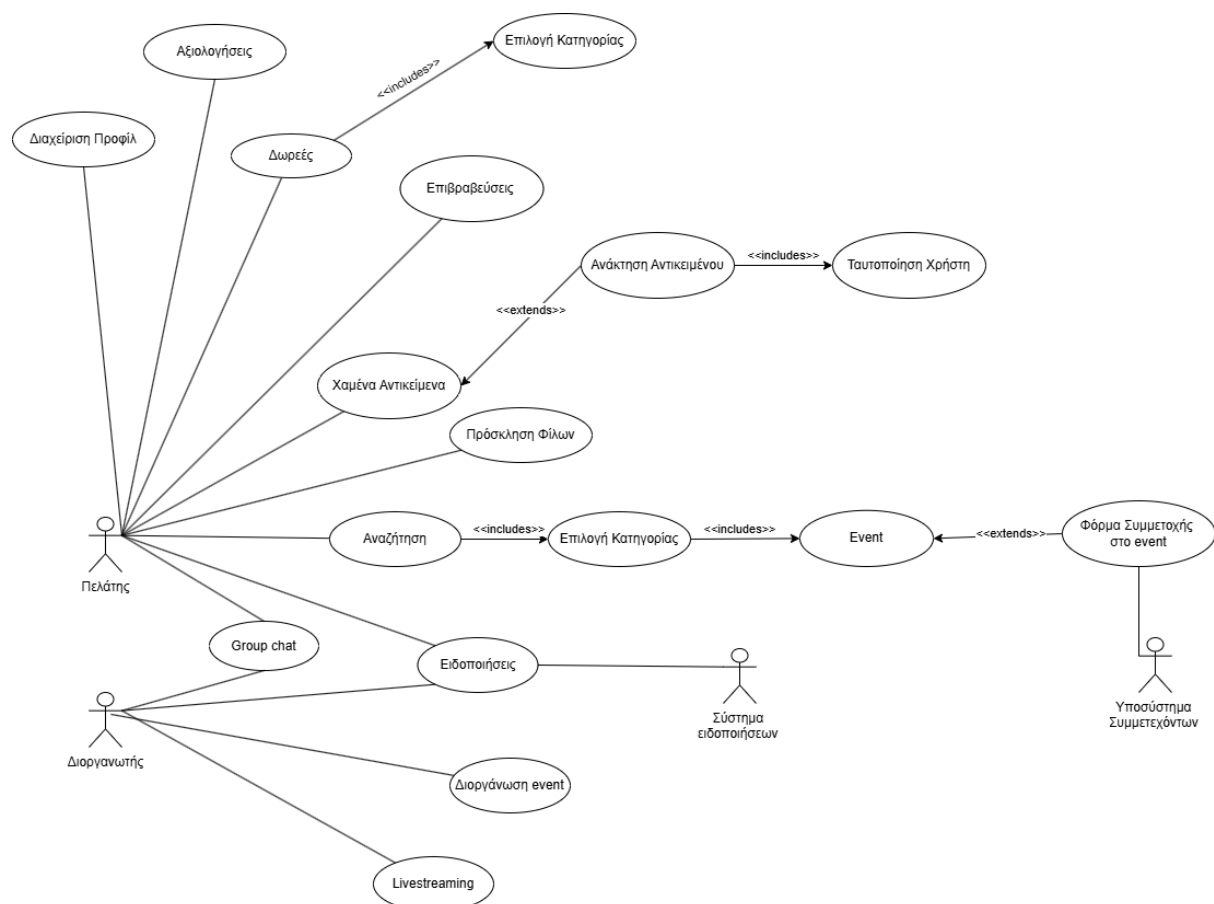 Αξιολογήσεις
Επιλογή Κατηγορίας
<<includes>>
Διαχείριση Προφίλ
Δωρεές
Επιβραβεύσεις
Ανάκτηση Αντικειμένου
<<includes>>
Ταυτοποίηση Χρήστη
<<extends>>
Χαμένα Αντικείμενα
Πρόσκληση Φίλων
Αναζήτηση
<<includes>>
Επιλογή Κατηγορίας
<<includes>>
Event
<<extends>>
Φόρμα Συμμετοχής
στο event
Πελάτης
Group chat
Ειδοποιήσεις
Σύστημα
ειδοποιήσεων
Υποσύστημα
Συμμετεχόντων
Διοργανωτής
Διοργάνωση event
Livestreaming